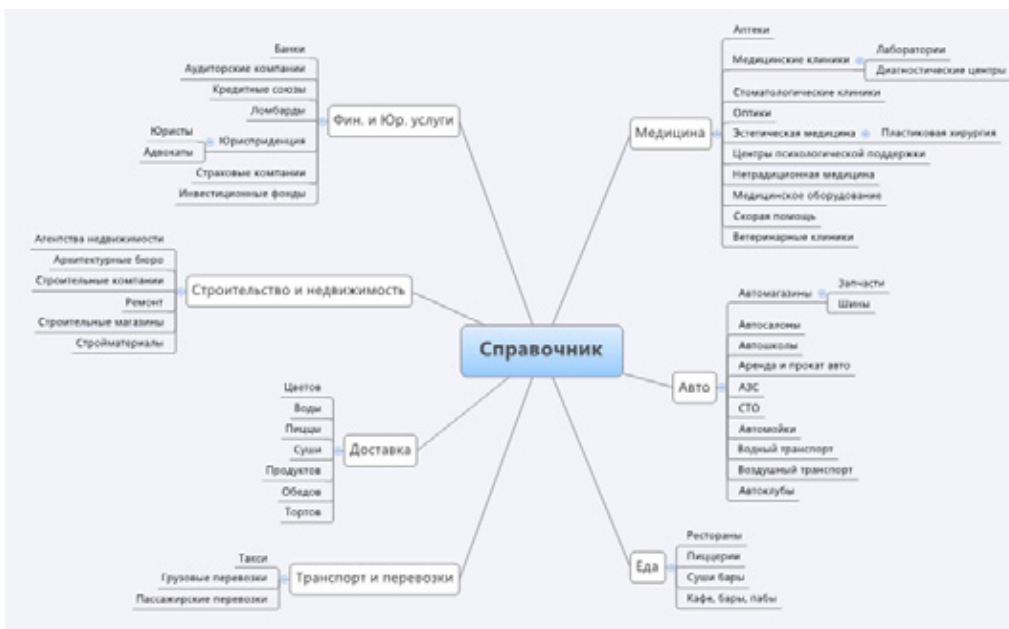 Справочник
Фин. и Юр. услуги
Банки
Аудиторские компании
Кредитные союзы
Ломбарды
Юрисприденция
Юристы
Адвокаты
Страховые компании
Инвестиционные фонды
Строительство и недвижимость
Агентства недвижимости
Архитектурные бюро
Строительные компании
Ремонт
Строительные магазины
Стройматериалы
Доставка
Цветов
Воды
Пиццы
Суши
Продуктов
Обедов
Тортов
Транспорт и перевозки
Такси
Грузовые перевозки
Пассажирские перевозки
Медицина
Аптеки
Медицинские клиники
Лаборатории
Диагностические центры
Стоматологические клиники
Оптики
Эстетическая медицина
Пластиковая хирургия
Центры психологической поддержки
Нетрадиционная медицина
Медицинское оборудование
Скорая помощь
Ветеринарные клиники
Авто
Автомагазины
Запчасти
Шины
Автосалоны
Автошколы
Аренда и прокат авто
АЗС
СТО
Автомойки
Водный транспорт
Воздушный транспорт
Автоклубы
Еда
Рестораны
Пиццерии
Суши бары
Кафе, бары, пабы